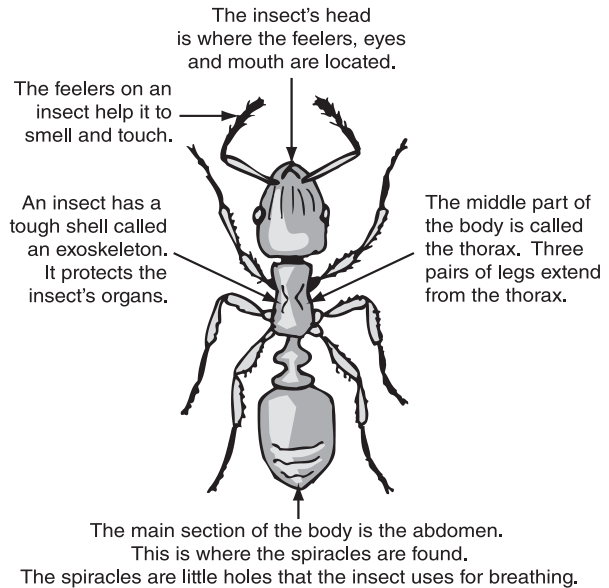 The insect's head
is where the feelers, eyes
and mouth are located.
The feelers on an
insect help it to
smell and touch.
An insect has a
tough shell called
an exoskeleton.
It protects the
insect's organs.
The middle part of
the body is called
the thorax.  Three
pairs of legs extend
from the thorax.
The main section of the body is the abdomen.
This is where the spiracles are found.
The spiracles are little holes that the insect uses for breathing.